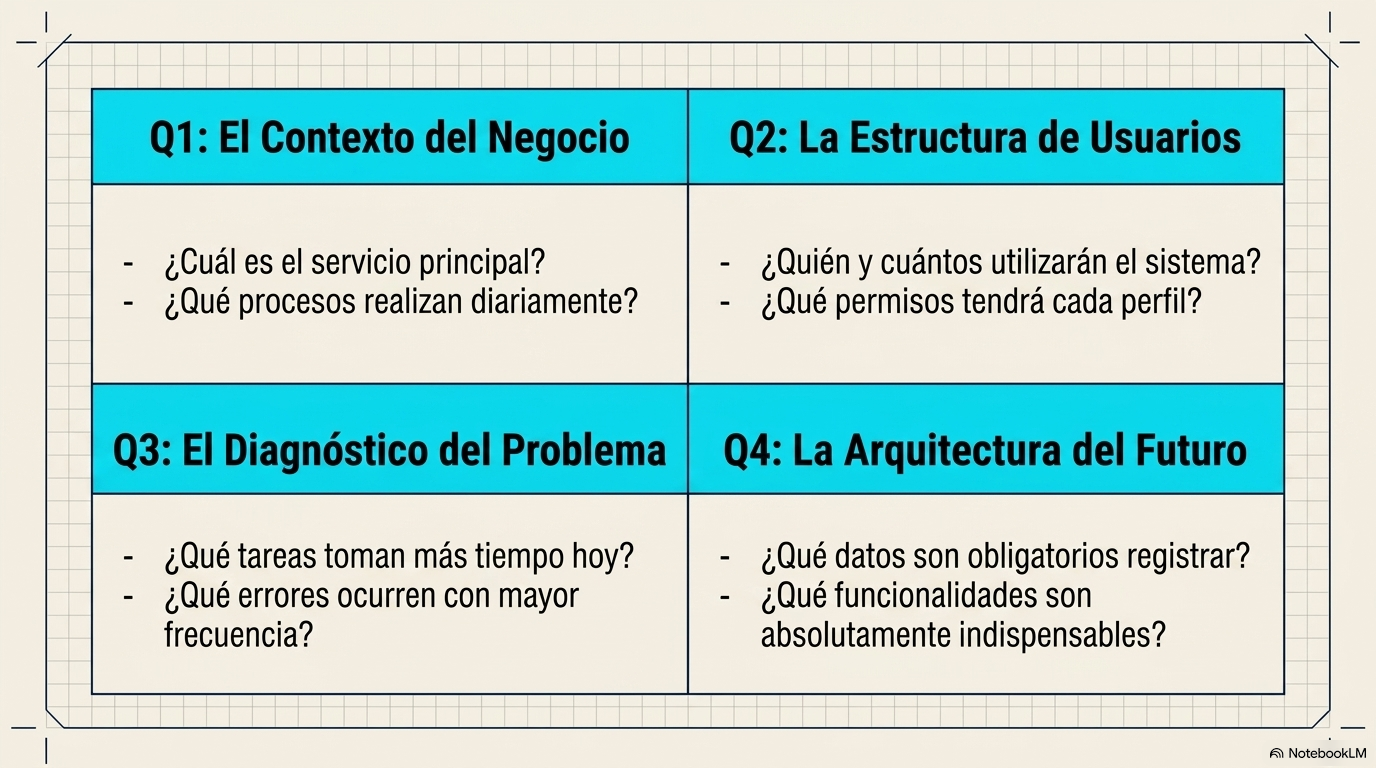 Q1: El Contexto del Negocio
- ¿Cuál es el servicio principal?
- ¿Qué procesos realizan diariamente?
Q2: La Estructura de Usuarios
- ¿Quién y cuántos utilizarán el sistema?
- ¿Qué permisos tendrá cada perfil?
Q3: El Diagnóstico del Problema
- ¿Qué tareas toman más tiempo hoy?
- ¿Qué errores ocurren con mayor
frecuencia?
Q4: La Arquitectura del Futuro
- ¿Qué datos son obligatorios registrar?
- ¿Qué funcionalidades son
absolutamente indispensables?
NotebookLM